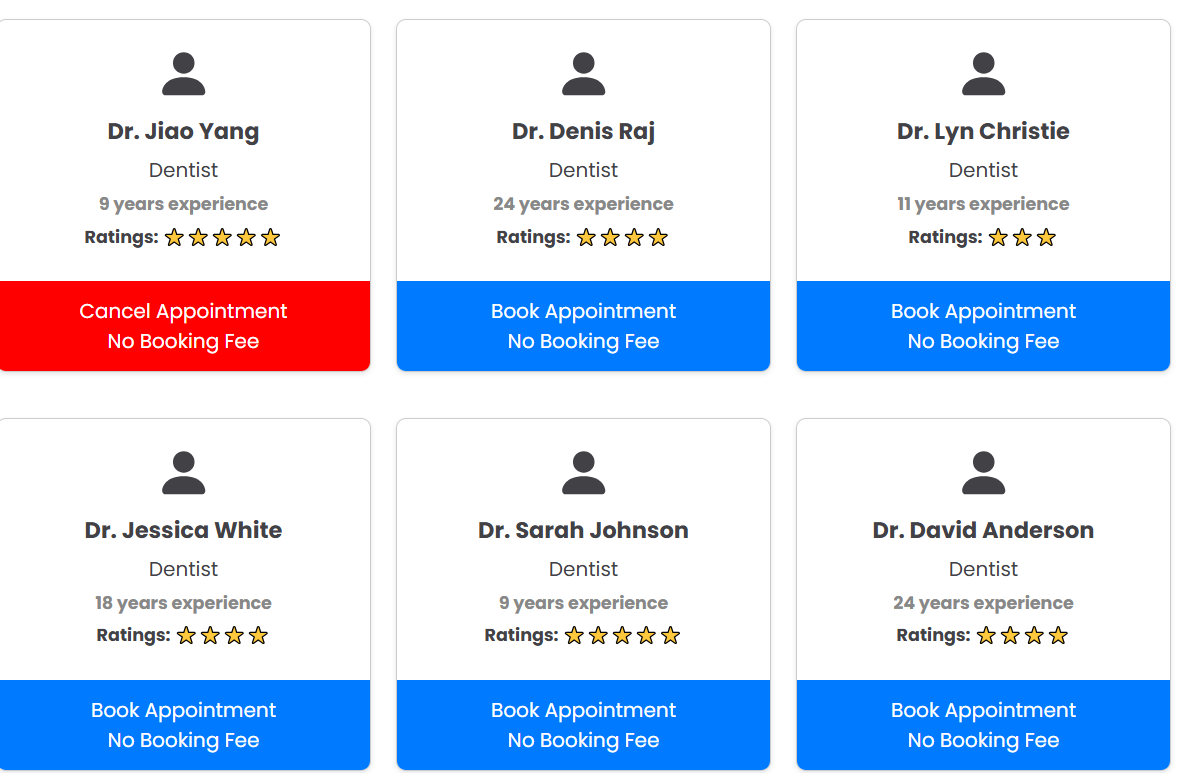 Dr. Jiao Yang
Dentist
9 years experience
Ratings: ⭐⭐⭐⭐⭐
Cancel Appointment
No Booking Fee
Dr. Denis Raj
Dentist
24 years experience
Ratings: ⭐⭐⭐⭐
Book Appointment
No Booking Fee
Dr. Lyn Christie
Dentist
11 years experience
Ratings: ⭐⭐⭐
Book Appointment
No Booking Fee
Dr. Jessica White
Dentist
18 years experience
Ratings: ⭐⭐⭐⭐
Book Appointment
No Booking Fee
Dr. Sarah Johnson
Dentist
9 years experience
Ratings: ⭐⭐⭐⭐⭐
Book Appointment
No Booking Fee
Dr. David Anderson
Dentist
24 years experience
Ratings: ⭐⭐⭐⭐
Book Appointment
No Booking Fee